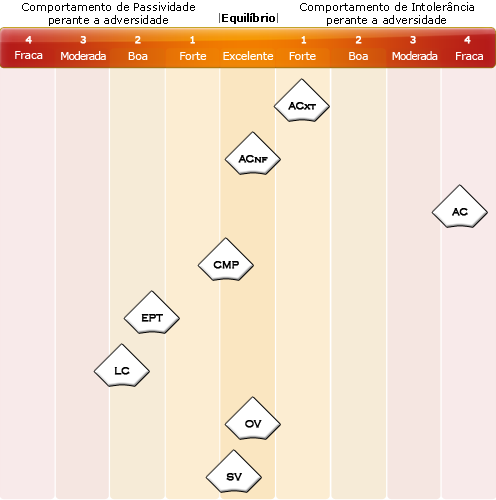 Comportamento de Passividade
perante a adversidade
|Equilíbrio|
Comportamento de Intolerância
perante a adversidade
4 3 2 1 1 2 3 4
Fraca Moderada Boa Forte Excelente Forte Boa Moderada Fraca
ACXT
ACNF
AC
CMP
EPT
LC
OV
SV